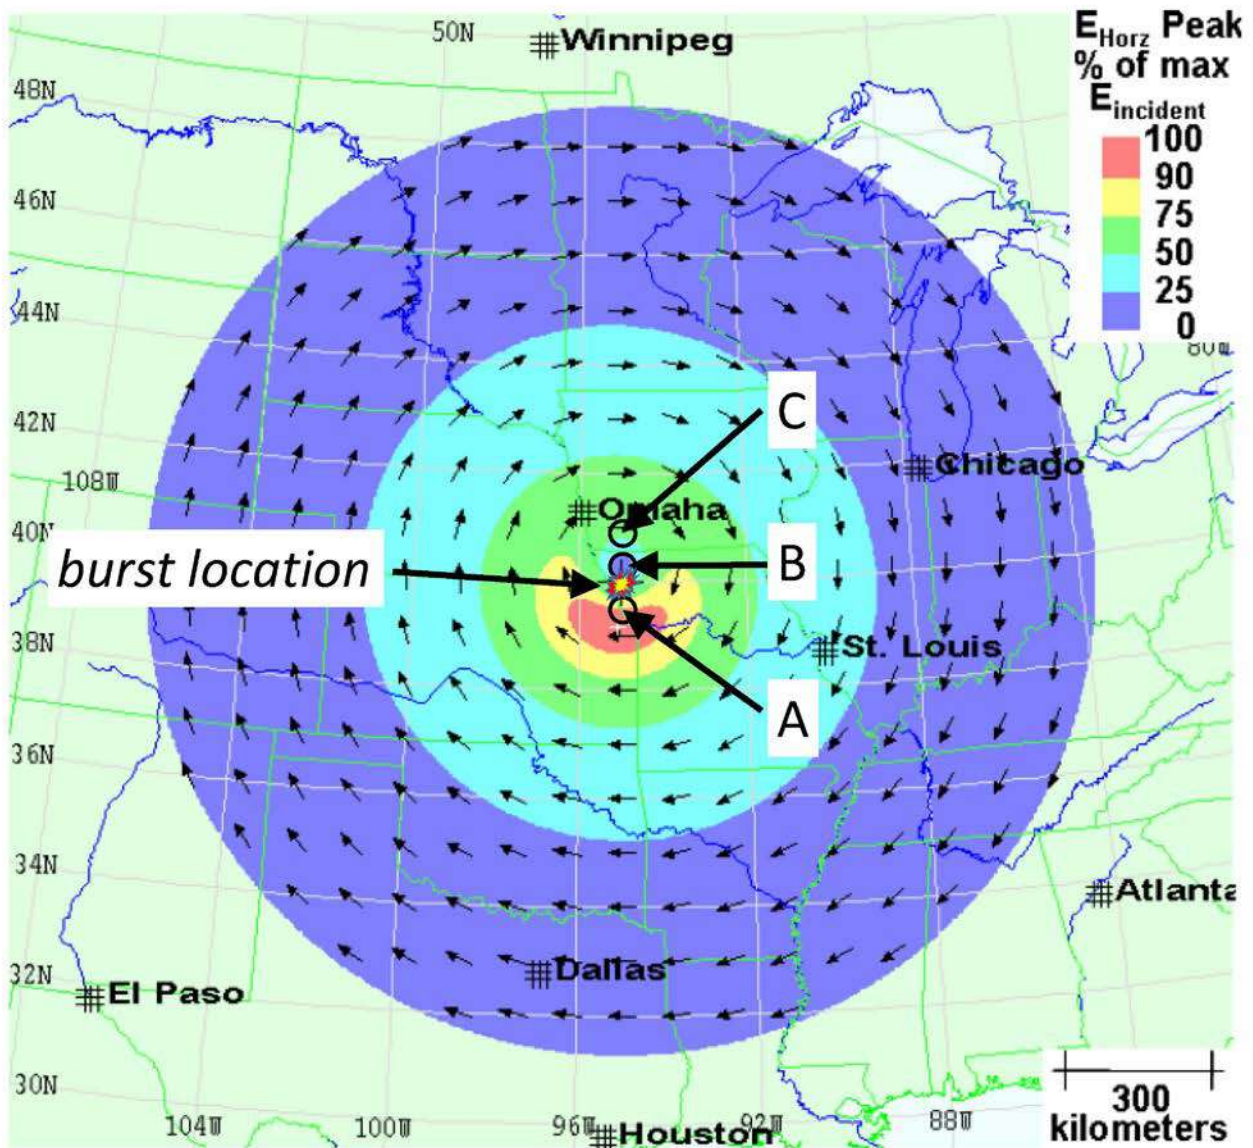 E_Horz Peak
% of max
E_incident
100
90
75
50
25
0
50N
Winnipeg
48N
46N
44N
80W
42N
C
108W
Chicago
Omaha
40N
burst location
B
38N
St. Louis
A
36N
34N
Atlanta
32N
Dallas
El Paso
30N
104W
100W
96W
92W
88W
Houston
300
kilometers